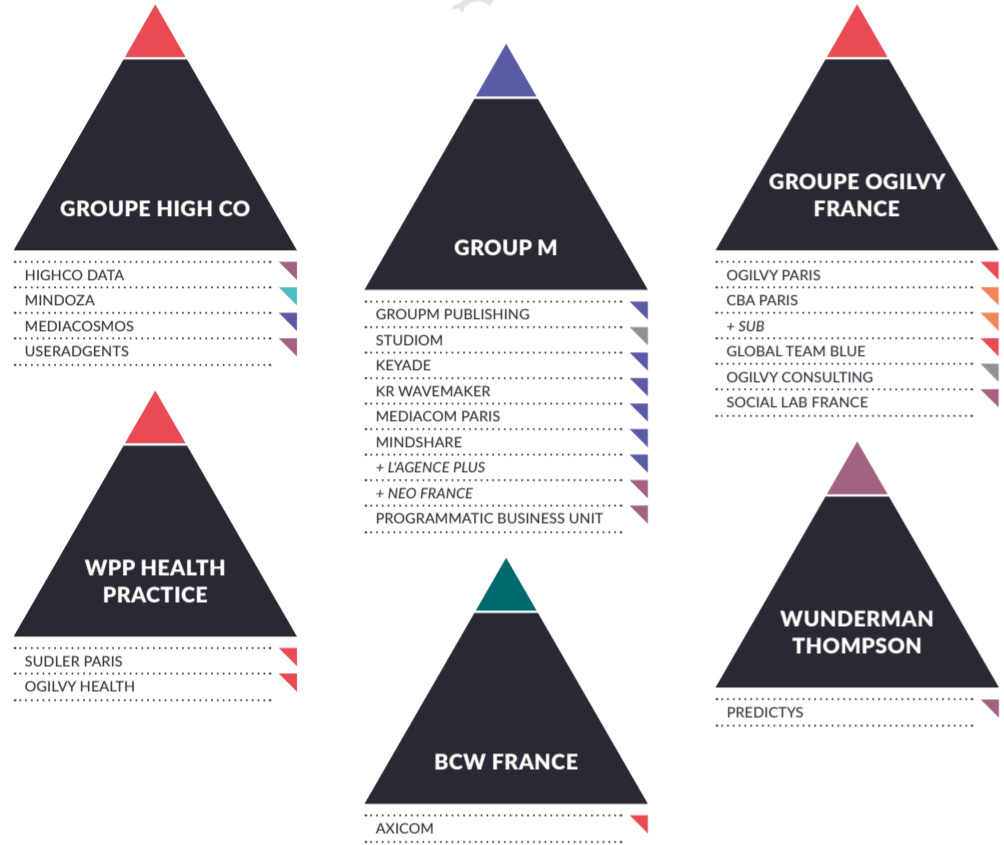 GROUPE HIGH CO
HIGHCO DATA
MINDOZA
MEDIACOSMOS
USERADGENTS
WPP HEALTH
PRACTICE
SUDLER PARIS
OGILVY HEALTH
GROUP M
GROUPM PUBLISHING
STUDIOM
KEYADE
KR WAVEMAKER
MEDIACOM PARIS
MINDSHARE
+ L'AGENCE PLUS
+ NEO FRANCE
PROGRAMMATIC BUSINESS UNIT
BCW FRANCE
AXICOM
GROUPE OGILVY
FRANCE
OGILVY PARIS
CBA PARIS
+ SUB
GLOBAL TEAM BLUE
OGILVY CONSULTING
SOCIAL LAB FRANCE
WUNDERMAN
THOMPSON
PREDICTYS